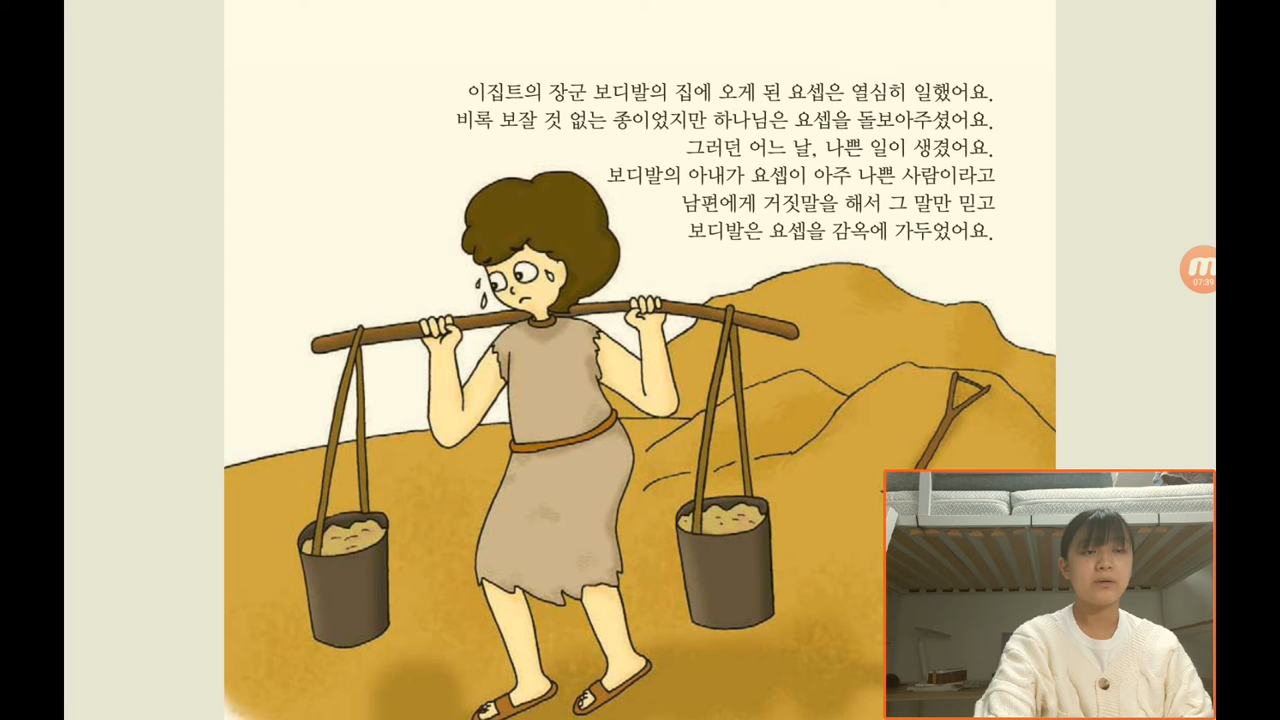 이집트의 장군 보디발의 집에 오게 된 요셉은 열심히 일했어요.
비록 보잘 것 없는 종이었지만 하나님은 요셉을 돌보아주셨어요.
그러던 어느 날, 나쁜 일이 생겼어요.
보디발의 아내가 요셉이 아주 나쁜 사람이라고
남편에게 거짓말을 해서 그 말만 믿고
보디발은 요셉을 감옥에 가두었어요.
07:39